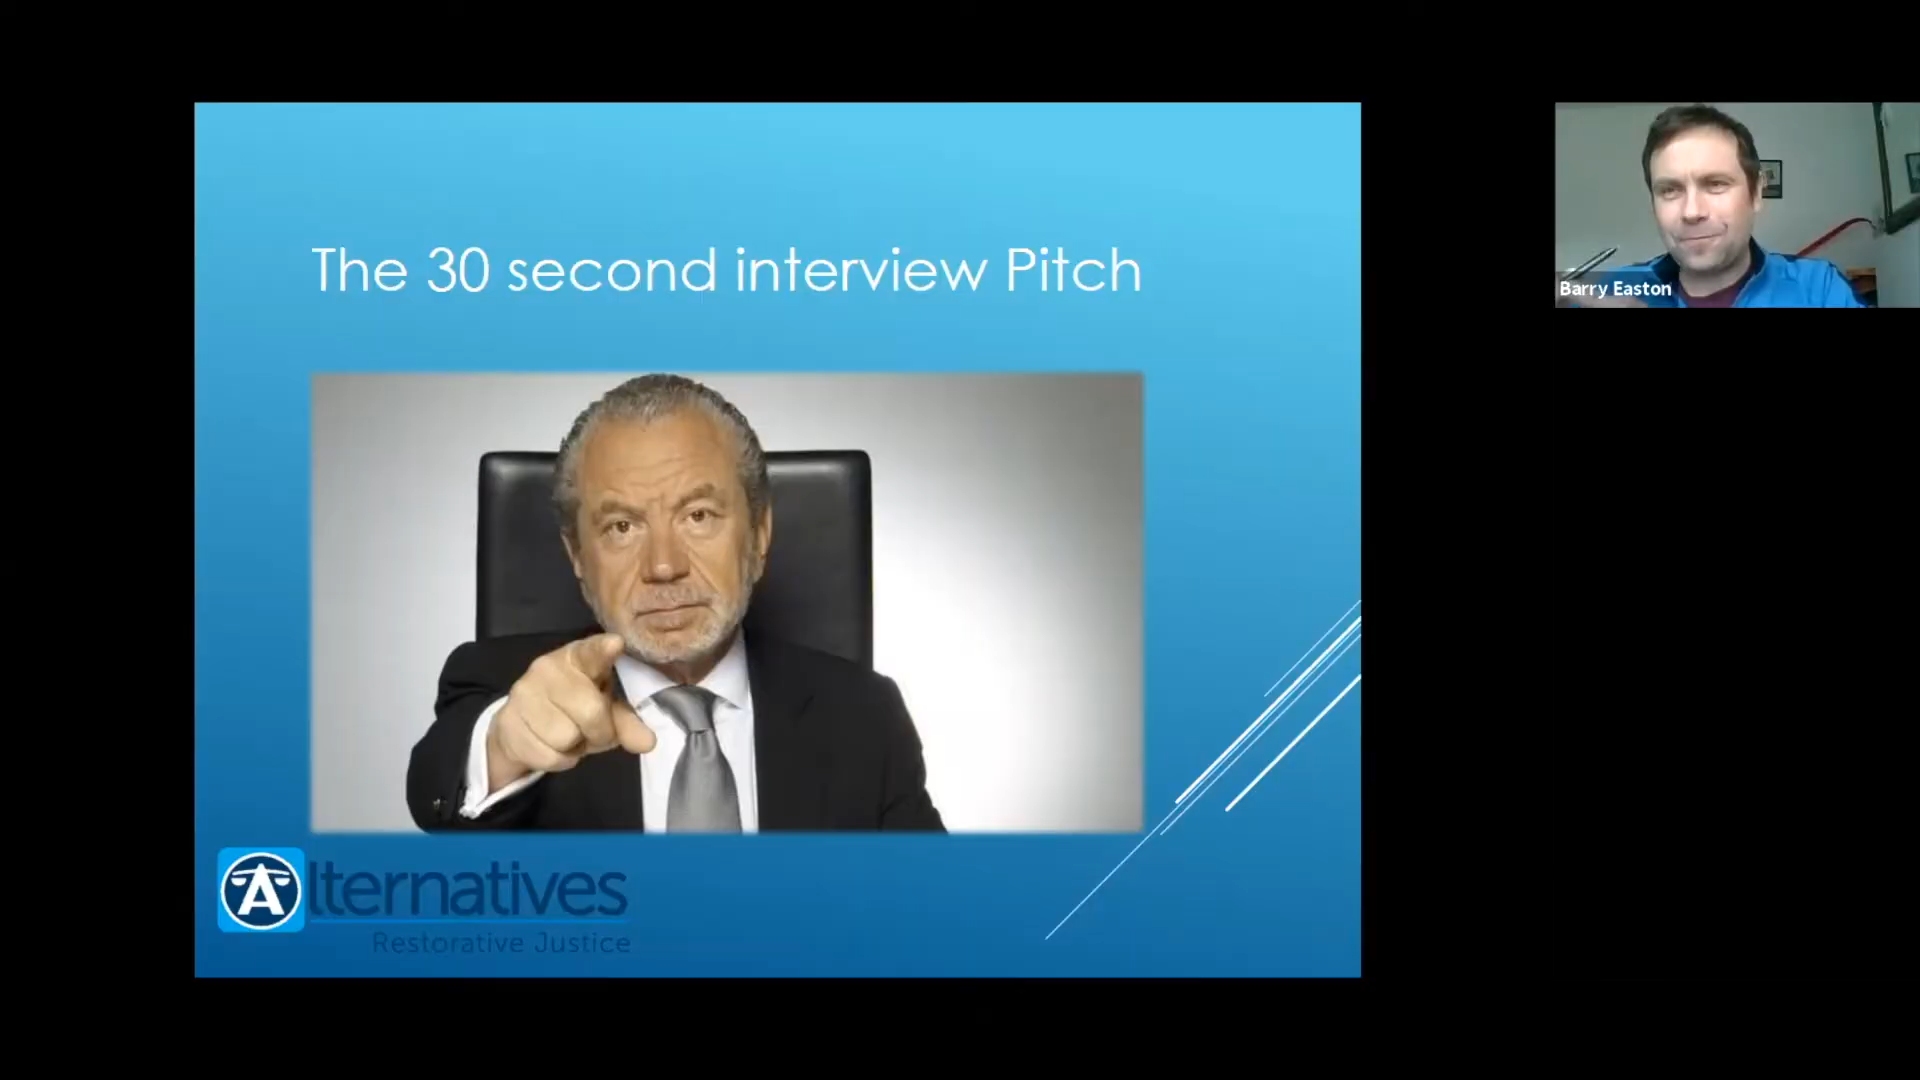 The 30 second interview Pitch
Barry Easton
Alternatives
Restorative Justice